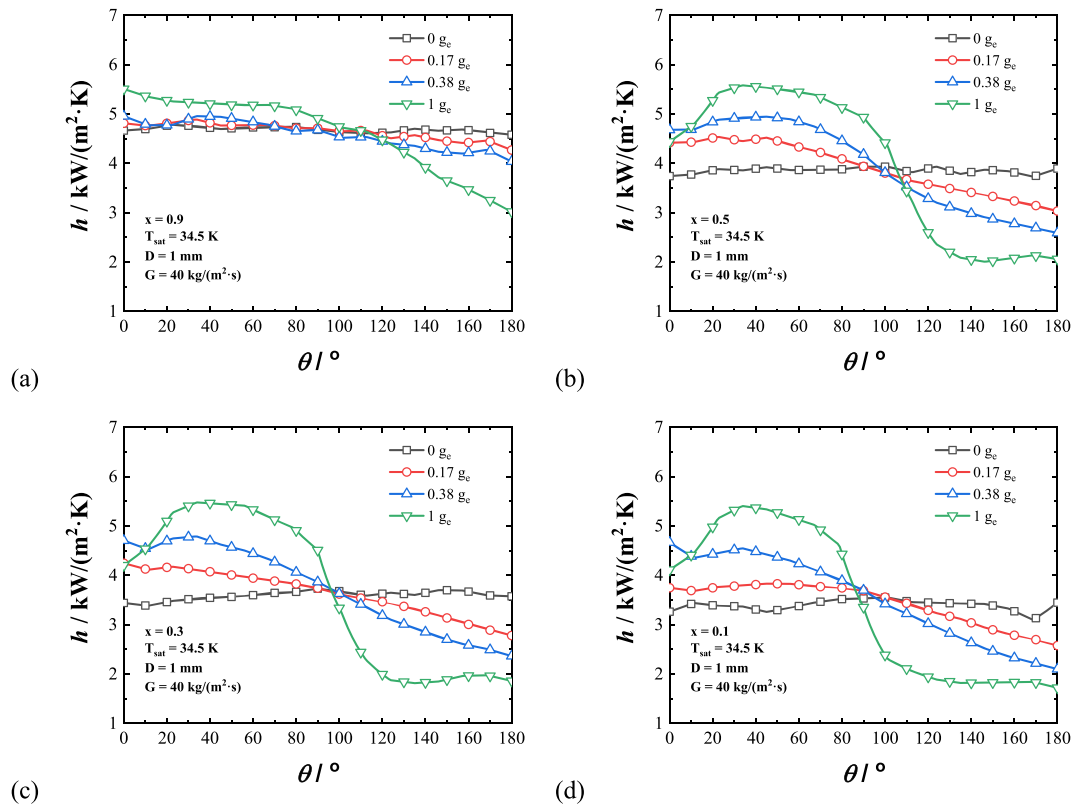 7
6
5
4
3
2
1
h / kW/(m²·K)
0 gₑ
0.17 gₑ
0.38 gₑ
1 gₑ
x = 0.9
Tsat = 34.5 K
D = 1 mm
G = 40 kg/(m²·s)
0 20 40 60 80 100 120 140 160 180
θ / °
(a)
7
6
5
4
3
2
1
h / kW/(m²·K)
0 gₑ
0.17 gₑ
0.38 gₑ
1 gₑ
x = 0.5
Tsat = 34.5 K
D = 1 mm
G = 40 kg/(m²·s)
0 20 40 60 80 100 120 140 160 180
θ / °
(b)
7
6
5
4
3
2
1
h / kW/(m²·K)
0 gₑ
0.17 gₑ
0.38 gₑ
1 gₑ
x = 0.3
Tsat = 34.5 K
D = 1 mm
G = 40 kg/(m²·s)
0 20 40 60 80 100 120 140 160 180
θ / °
(c)
7
6
5
4
3
2
1
h / kW/(m²·K)
0 gₑ
0.17 gₑ
0.38 gₑ
1 gₑ
x = 0.1
Tsat = 34.5 K
D = 1 mm
G = 40 kg/(m²·s)
0 20 40 60 80 100 120 140 160 180
θ / °
(d)